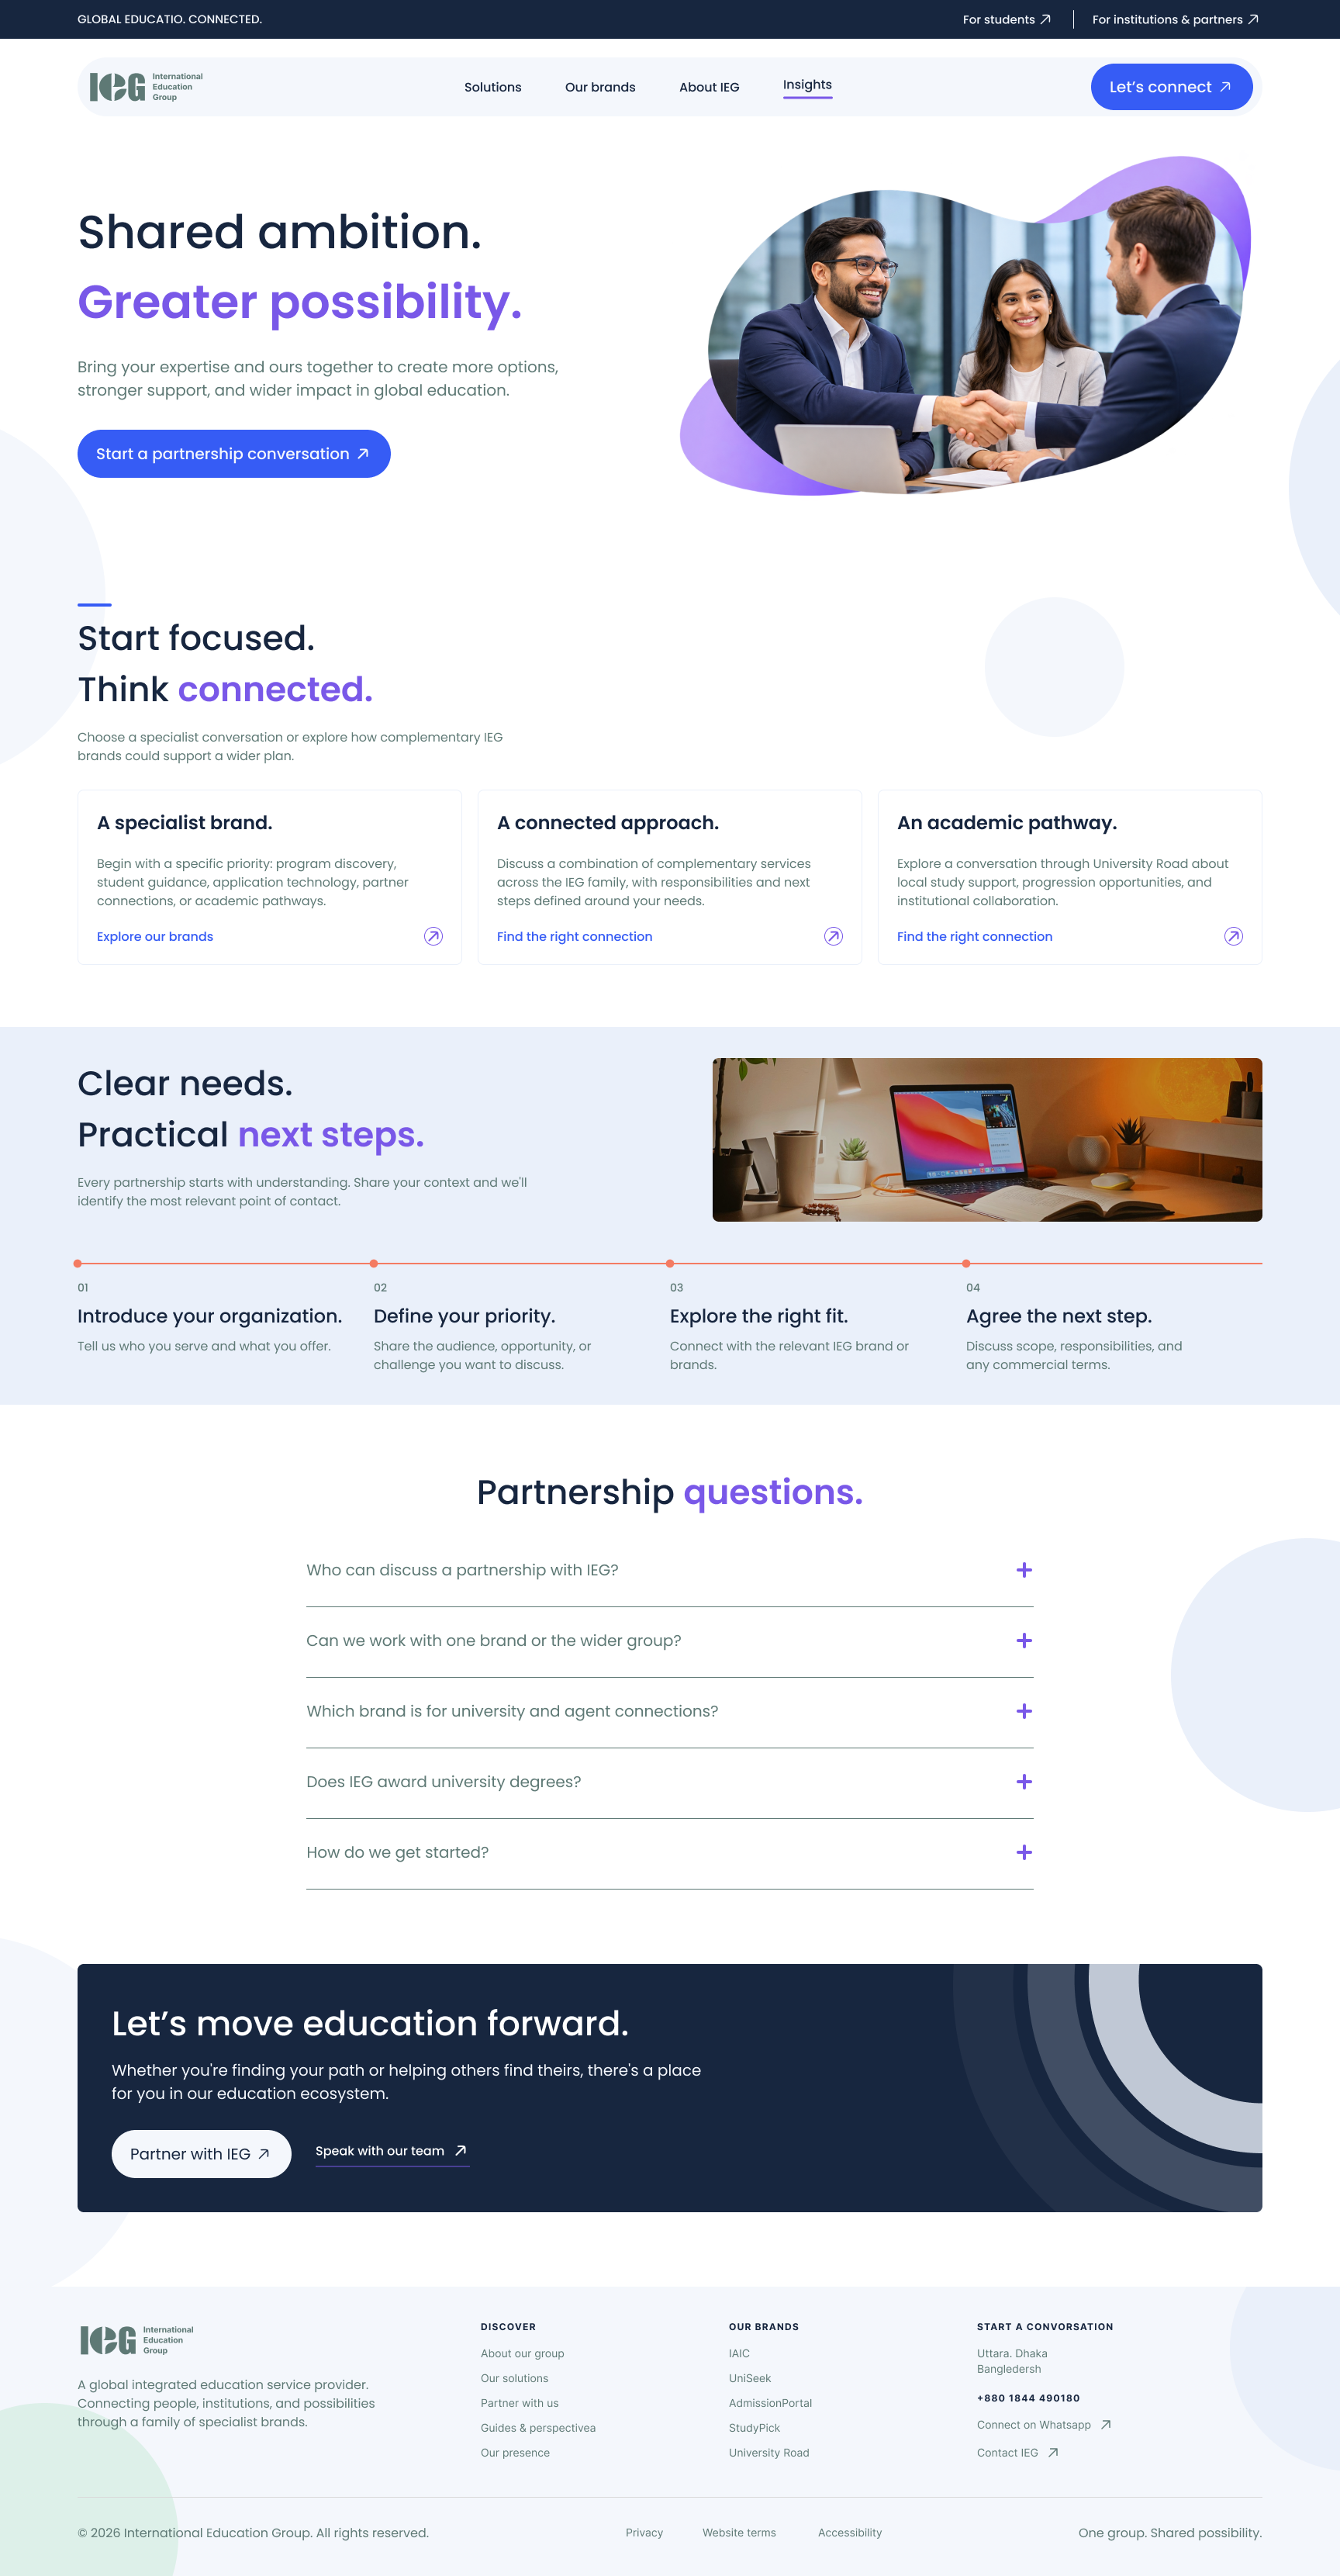 GLOBAL EDUCATIO. CONNECTED.
For students
For institutions & partners
IEG
International
Education
Group
Solutions
Our brands
About IEG
Insights
Let's connect
Shared ambition.
Greater possibility.
Bring your expertise and ours together to create more options,
stronger support, and wider impact in global education.
Start a partnership conversation
Start focused.
Think connected.
Choose a specialist conversation or explore how complementary IEG
brands could support a wider plan.
A specialist brand.
Begin with a specific priority: program discovery,
student guidance, application technology, partner
connections, or academic pathways.
Explore our brands
A connected approach.
Discuss a combination of complementary services
across the IEG family, with responsibilities and next
steps defined around your needs.
Find the right connection
An academic pathway.
Explore a conversation through University Road about
local study support, progression opportunities, and
institutional collaboration.
Find the right connection
Clear needs.
Practical next steps.
Every partnership starts with understanding. Share your context and we'll
identify the most relevant point of contact.
01
Introduce your organization.
Tell us who you serve and what you offer.
02
Define your priority.
Share the audience, opportunity, or
challenge you want to discuss.
03
Explore the right fit.
Connect with the relevant IEG brand or
brands.
04
Agree the next step.
Discuss scope, responsibilities, and
any commercial terms.
Partnership questions.
Who can discuss a partnership with IEG?
Can we work with one brand or the wider group?
Which brand is for university and agent connections?
Does IEG award university degrees?
How do we get started?
Let's move education forward.
Whether you're finding your path or helping others find theirs, there's a place
for you in our education ecosystem.
Partner with IEG
Speak with our team
IEG
International
Education
Group
A global integrated education service provider.
Connecting people, institutions, and possibilities
through a family of specialist brands.
DISCOVER
About our group
Our solutions
Partner with us
Guides & perspectivea
Our presence
OUR BRANDS
IAIC
UniSeek
AdmissionPortal
StudyPick
University Road
START A CONVORSATION
Uttara. Dhaka
Bangledersh
+880 1844 490180
Connect on Whatsapp
Contact IEG
© 2026 International Education Group. All rights reserved.
Privacy
Website terms
Accessibility
One group. Shared possibility.